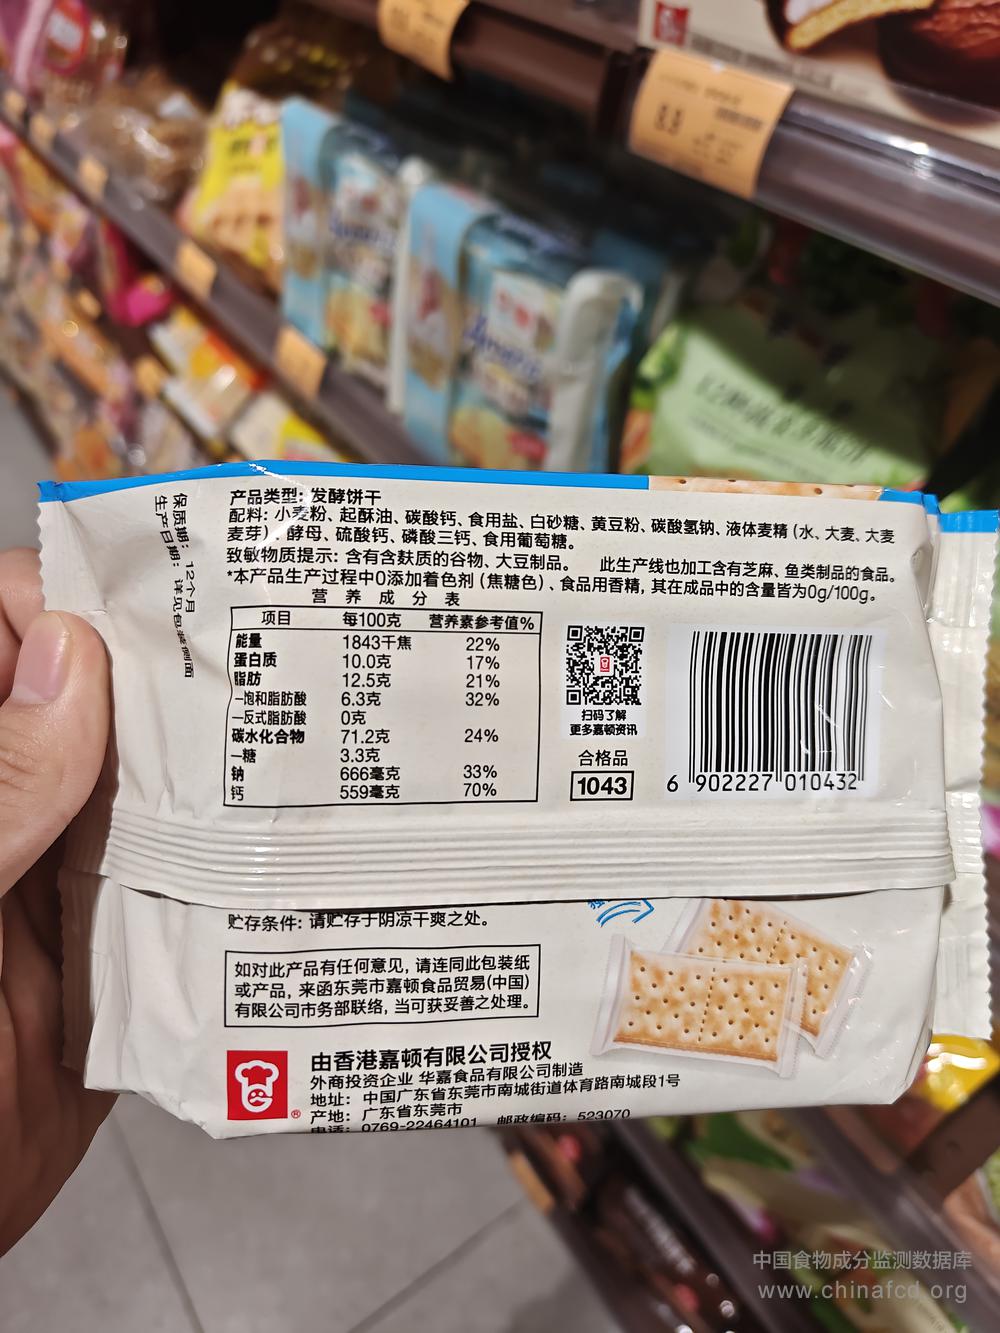 保质期: 12个月
生产日期: 详见包装侧面
产品类型: 发酵饼干
配料: 小麦粉、起酥油、碳酸钙、食用盐、白砂糖、黄豆粉、碳酸氢钠、液体麦精 (水、大麦、大麦
麦芽)、酵母、硫酸钙、磷酸三钙、食用葡萄糖。
致敏物质提示: 含有含麸质的谷物、大豆制品。 此生产线也加工含有芝麻、鱼类制品的食品。
*本产品生产过程中0添加着色剂 (焦糖色) 、食品用香精, 其在成品中的含量皆为0g/100g。
营养成分表
项目 每100克 营养素参考值%
能量 1843千焦 22%
蛋白质 10.0克 17%
脂肪 12.5克 21%
—饱和脂肪酸 6.3克 32%
—反式脂肪酸 0克
碳水化合物 71.2克 24%
—糖 3.3克
钠 666毫克 33%
钙 559毫克 70%
扫码了解
更多嘉顿资讯
合格品
1043
6 902227 010432
贮存条件: 请贮存于阴凉干爽之处。
如对此产品有任何意见, 请连同此包装纸
或产品, 来函东莞市嘉顿食品贸易(中国)
有限公司市务部联络, 当可获妥善之处理。
由香港嘉顿有限公司授权
外商投资企业 华嘉食品有限公司制造
地址: 中国广东省东莞市南城街道体育路南城段1号
产地: 广东省东莞市
电话: 0769-22464101 邮政编码: 523070
®
中国食物成分监测数据库
www.chinafcd.org